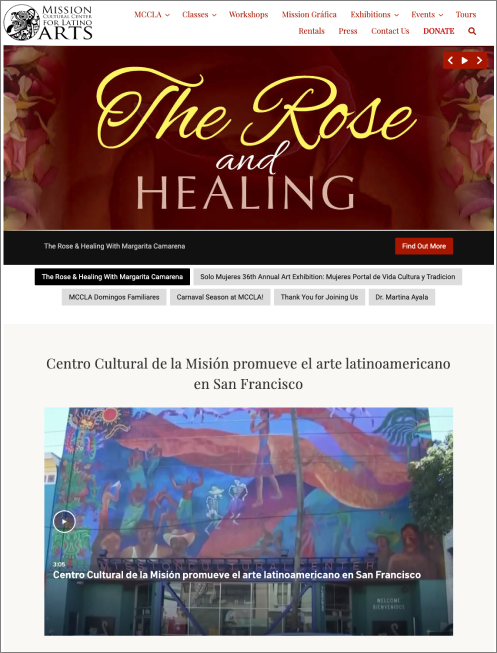 MISSION
CULTURAL CENTER
FOR LATINO
ARTS
MCCLA Classes Workshops Mission Gráfica Exhibitions Events Tours
Rentals Press Contact Us DONATE
The Rose
and
HEALING
The Rose & Healing With Margarita Camarena Find Out More
The Rose & Healing With Margarita Camarena Solo Mujeres 36th Annual Art Exhibition: Mujeres Portal de Vida Cultura y Tradicion
MCCLA Domingos Familiares Carnaval Season at MCCLA! Thank You for Joining Us Dr. Martina Ayala
Centro Cultural de la Misión promueve el arte latinoamericano
en San Francisco
3:05
Centro Cultural de la Misión promueve el arte latinoamericano en San Francisco
WELCOME
BIENVENIDOS